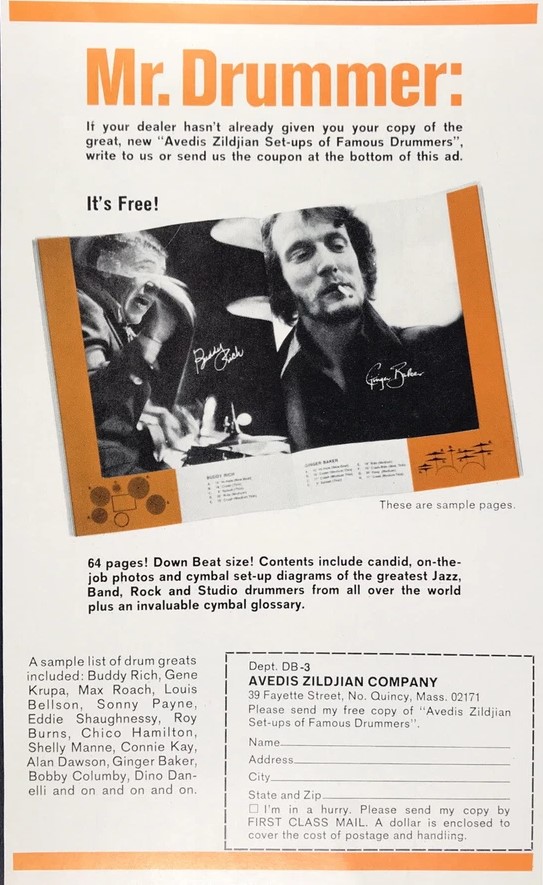 Mr. Drummer:
If your dealer hasn't already given you your copy of the
great, new "Avedis Zildjian Set-ups of Famous Drummers",
write to us or send us the coupon at the bottom of this ad.
It's Free!
Buddy
Rich
Ginger Baker
BUDDY RICH
GINGER BAKER
These are sample pages.
64 pages! Down Beat size! Contents include candid, on-the-
job photos and cymbal set-up diagrams of the greatest Jazz,
Band, Rock and Studio drummers from all over the world
plus an invaluable cymbal glossary.
A sample list of drum greats
included: Buddy Rich, Gene
Krupa, Max Roach, Louis
Bellson, Sonny Payne,
Eddie Shaughnessy, Roy
Burns, Chico Hamilton,
Shelly Manne, Connie Kay,
Alan Dawson, Ginger Baker,
Bobby Columby, Dino Dan-
elli and on and on and on.
Dept. DB-3
AVEDIS ZILDJIAN COMPANY
39 Fayette Street, No. Quincy, Mass. 02171
Please send my free copy of "Avedis Zildjian
Set-ups of Famous Drummers".
Name
Address
City
State and Zip
☐ I'm in a hurry. Please send my copy by
FIRST CLASS MAIL. A dollar is enclosed to
cover the cost of postage and handling.